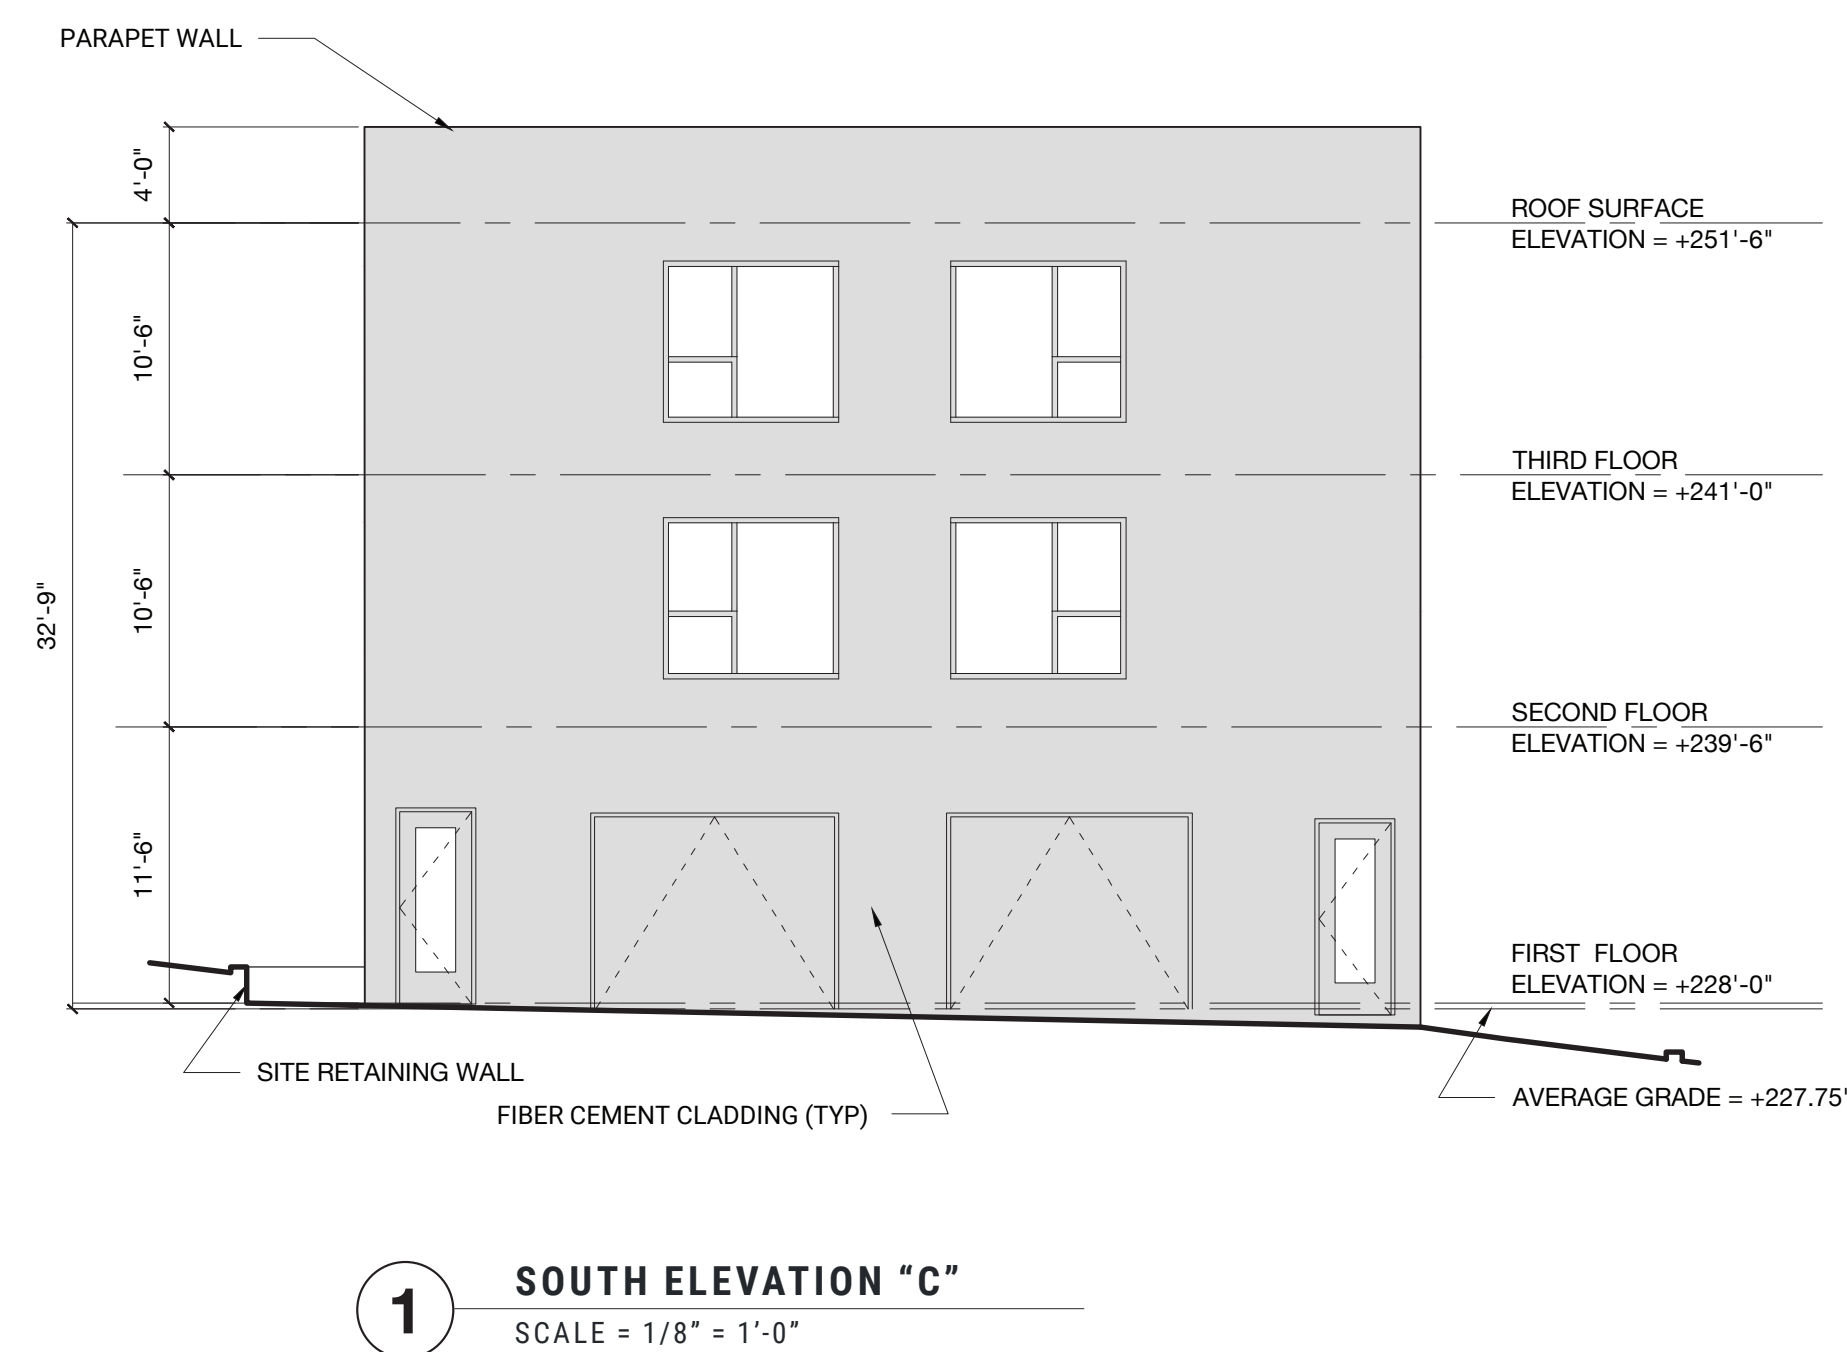 PARAPET WALL
4'-0"
ROOF SURFACE
ELEVATION = +251'-6"
10'-6"
THIRD FLOOR
ELEVATION = +241'-0"
32'-9"
10'-6"
SECOND FLOOR
ELEVATION = +239'-6"
11'-6"
FIRST FLOOR
ELEVATION = +228'-0"
SITE RETAINING WALL
FIBER CEMENT CLADDING (TYP)
AVERAGE GRADE = +227.75'
1
SOUTH ELEVATION “C”
SCALE = 1/8” = 1’-0”